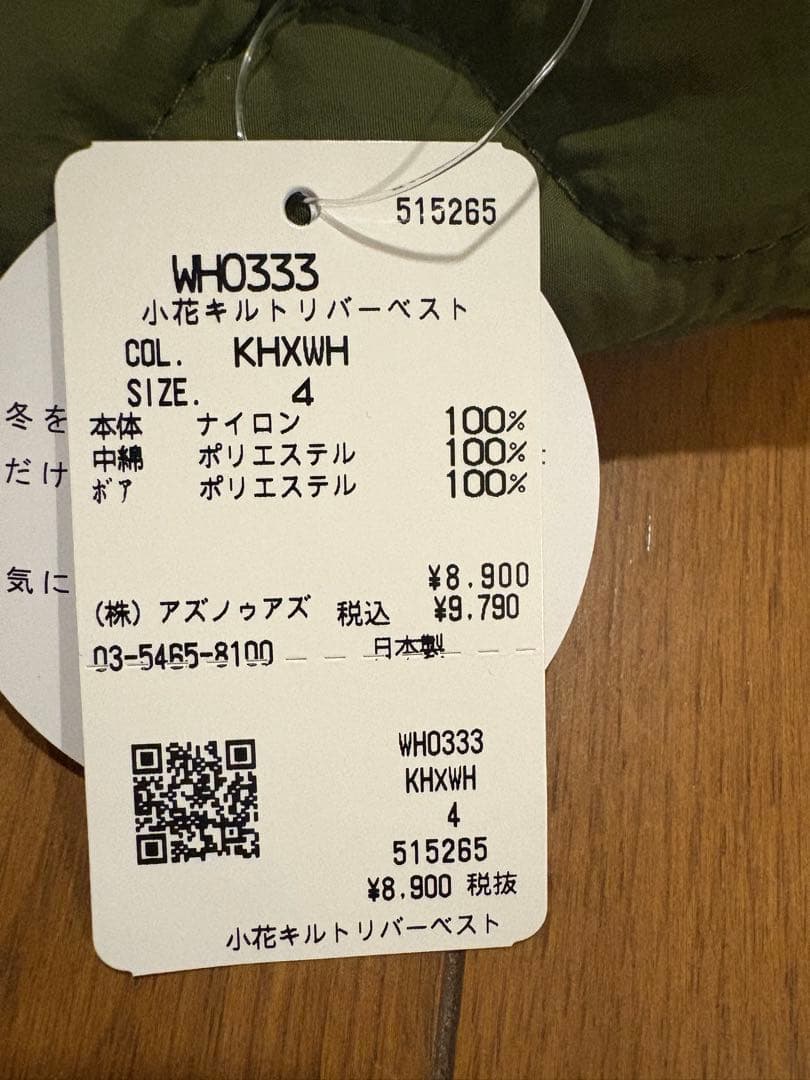 515265
WH0333
小花キルトリバーベスト
COL. KHXWH
SIZE. 4
本体 ナイロン 100%
中綿 ポリエステル 100%
ボア ポリエステル 100%
¥8,900
(株) アズノゥアズ 税込 ¥9,790
03-5465-8100 日本製
WH0333
KHXWH
4
515265
¥8,900 税抜
小花キルトリバーベスト
冬を
だけ
気に